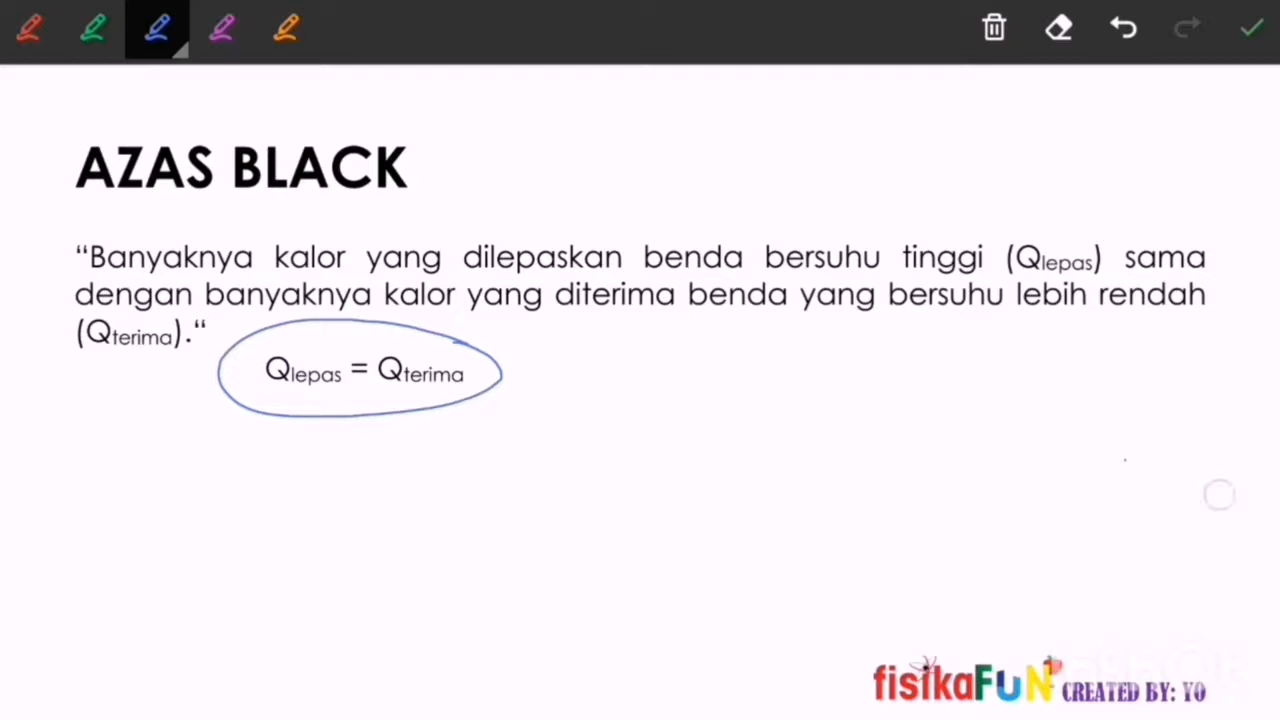 AZAS BLACK
“Banyaknya kalor yang dilepaskan benda bersuhu tinggi (Qlepas) sama
dengan banyaknya kalor yang diterima benda yang bersuhu lebih rendah
(Qterima).“
Qlepas = Qterima
fisikaFUN CREATED BY: YO